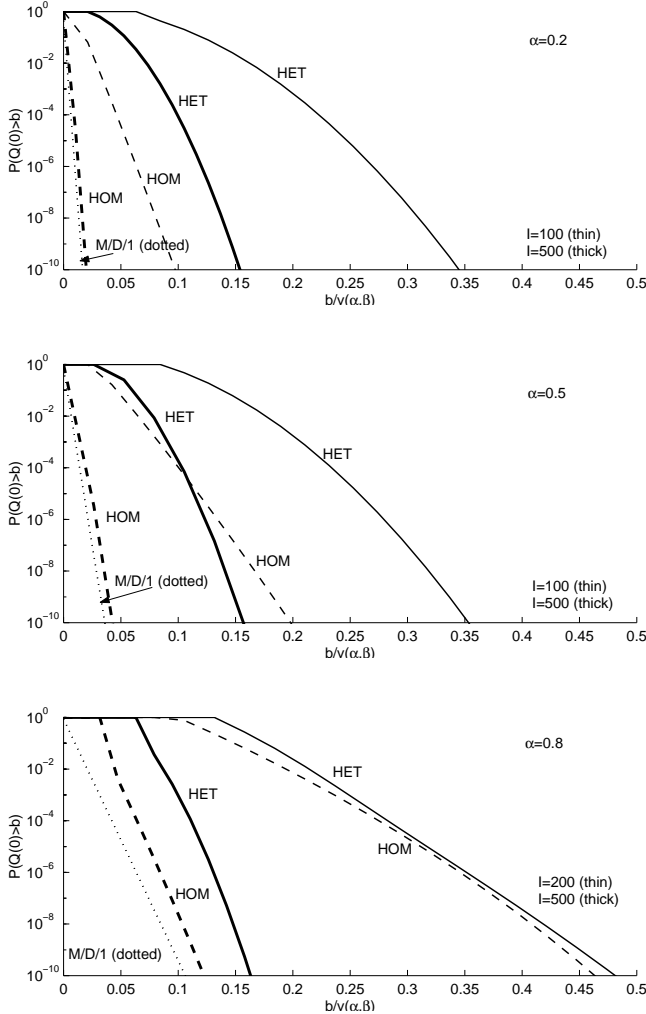 10^0
10^-2
10^-4
10^-6
10^-8
10^-10
P(Q(0)>b)
α=0.2
HET
HET
HOM
HOM
M/D/1 (dotted)
I=100 (thin)
I=500 (thick)
0 0.05 0.1 0.15 0.2 0.25 0.3 0.35 0.4 0.45 0.5
b/v(α,β)
10^0
10^-2
10^-4
10^-6
10^-8
10^-10
P(Q(0)>b)
α=0.5
HET
HET
HOM
HOM
M/D/1 (dotted)
I=100 (thin)
I=500 (thick)
0 0.05 0.1 0.15 0.2 0.25 0.3 0.35 0.4 0.45 0.5
b/v(α,β)
10^0
10^-2
10^-4
10^-6
10^-8
10^-10
P(Q(0)>b)
α=0.8
HET
HET
HOM
HOM
M/D/1 (dotted)
I=200 (thin)
I=500 (thick)
0 0.05 0.1 0.15 0.2 0.25 0.3 0.35 0.4 0.45 0.5
b/v(α,β)